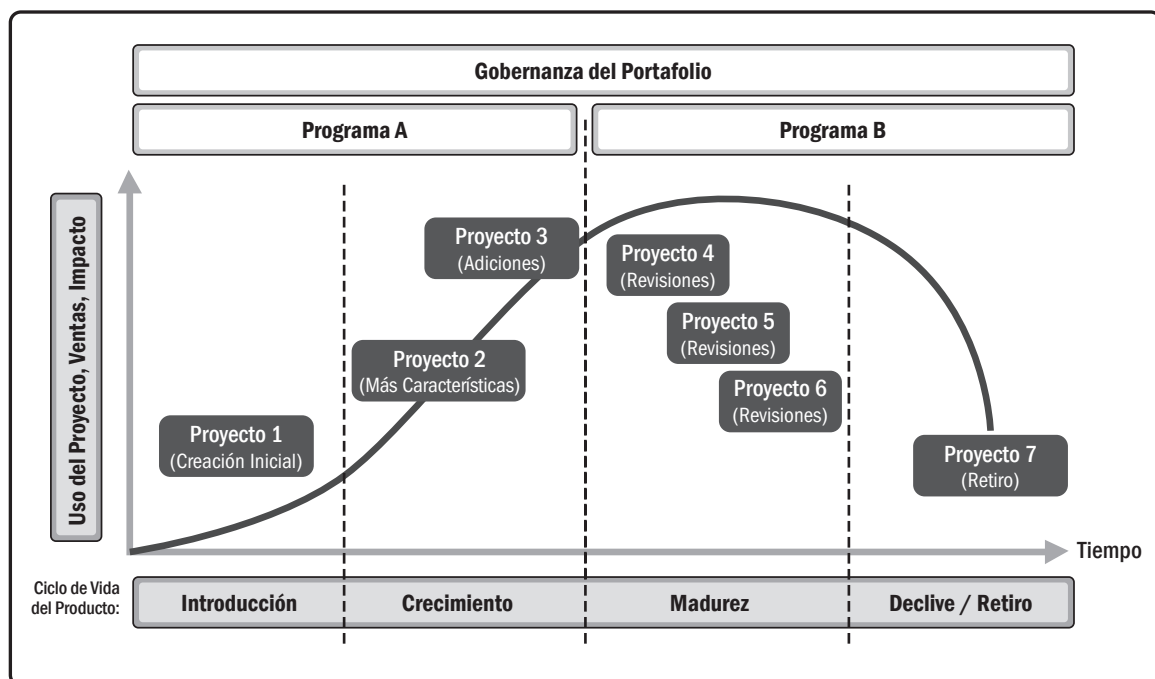 Gobernanza del Portafolio
Programa A
Programa B
Uso del Proyecto, Ventas, Impacto
Proyecto 3
(Adiciones)
Proyecto 4
(Revisiones)
Proyecto 5
(Revisiones)
Proyecto 2
(Más Características)
Proyecto 6
(Revisiones)
Proyecto 1
(Creación Inicial)
Proyecto 7
(Retiro)
Tiempo
Ciclo de Vida
del Producto:
Introducción
Crecimiento
Madurez
Declive / Retiro